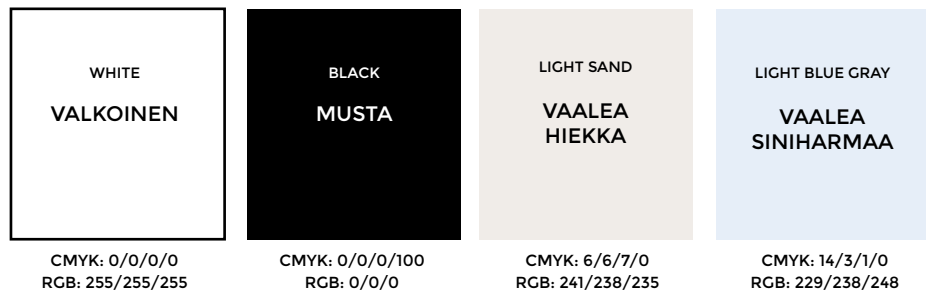 WHITE
VALKOINEN
CMYK: 0/0/0/0
RGB: 255/255/255
BLACK
MUSTA
CMYK: 0/0/0/100
RGB: 0/0/0
LIGHT SAND
VAALEA
HIEKKA
CMYK: 6/6/7/0
RGB: 241/238/235
LIGHT BLUE GRAY
VAALEA
SINIHARMAA
CMYK: 14/3/1/0
RGB: 229/238/248